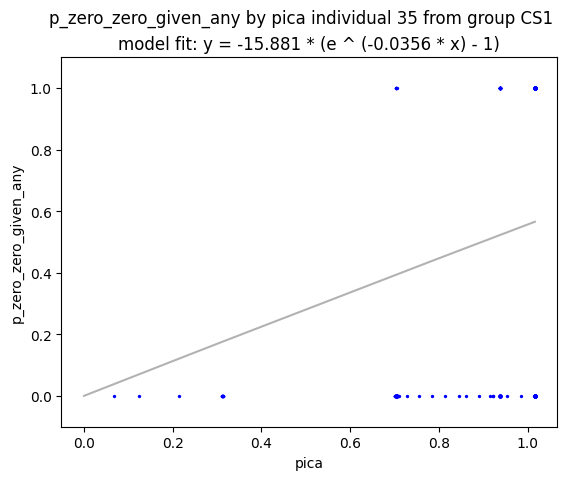 p_zero_zero_given_any by pica individual 35 from group CS1
model fit: y = -15.881 * (e ^ (-0.0356 * x) - 1)
1.0
0.8
0.6
0.4
0.2
0.0
p_zero_zero_given_any
0.0 0.2 0.4 0.6 0.8 1.0
pica